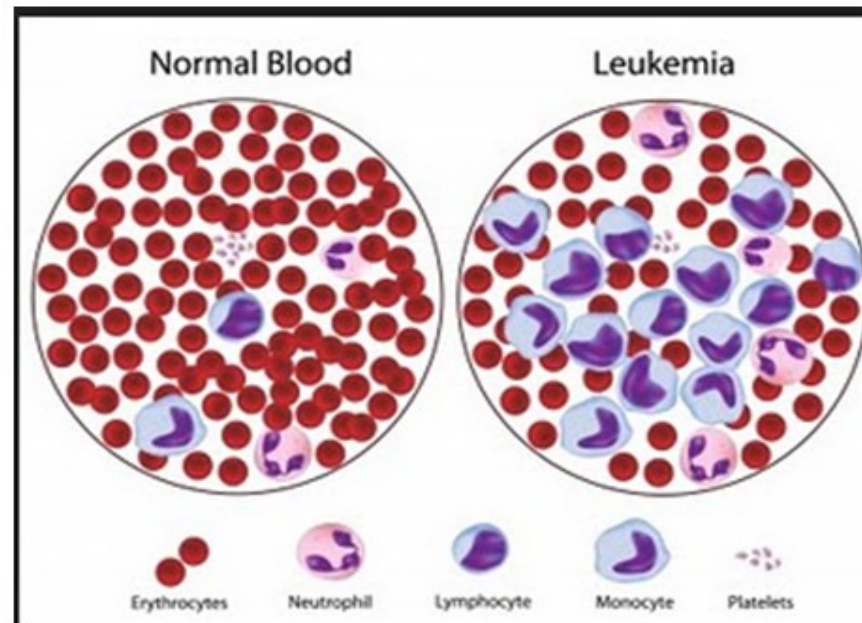 Normal Blood
Leukemia
Erythrocytes
Neutrophil
Lymphocyte
Monocyte
Platelets